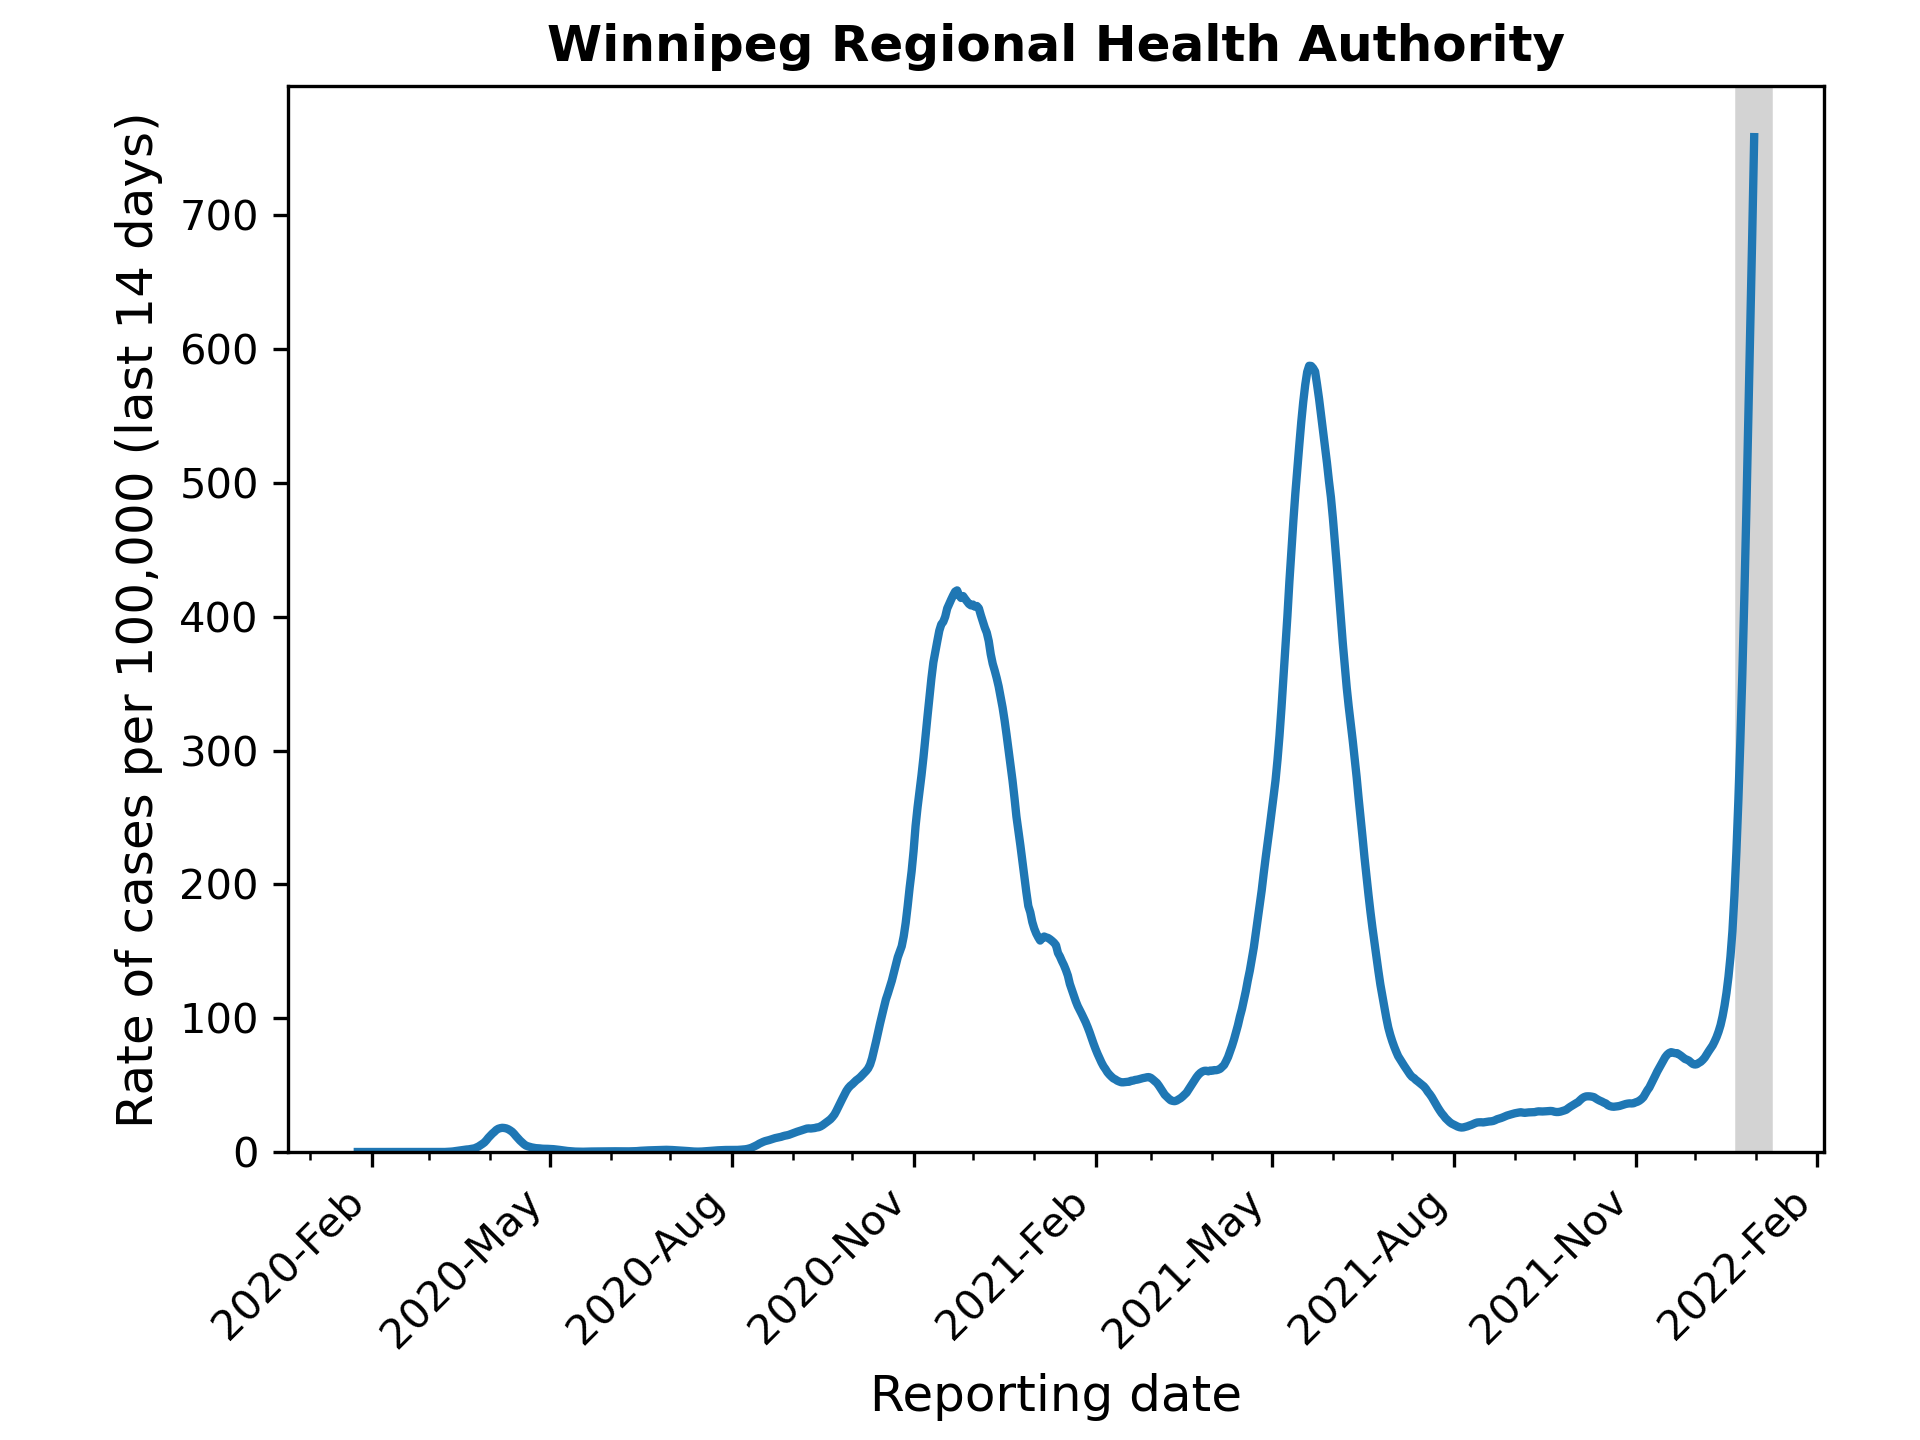 Winnipeg Regional Health Authority
Rate of cases per 100,000 (last 14 days)
700
600
500
400
300
200
100
0
2020-Feb
2020-May
2020-Aug
2020-Nov
2021-Feb
2021-May
2021-Aug
2021-Nov
2022-Feb
Reporting date